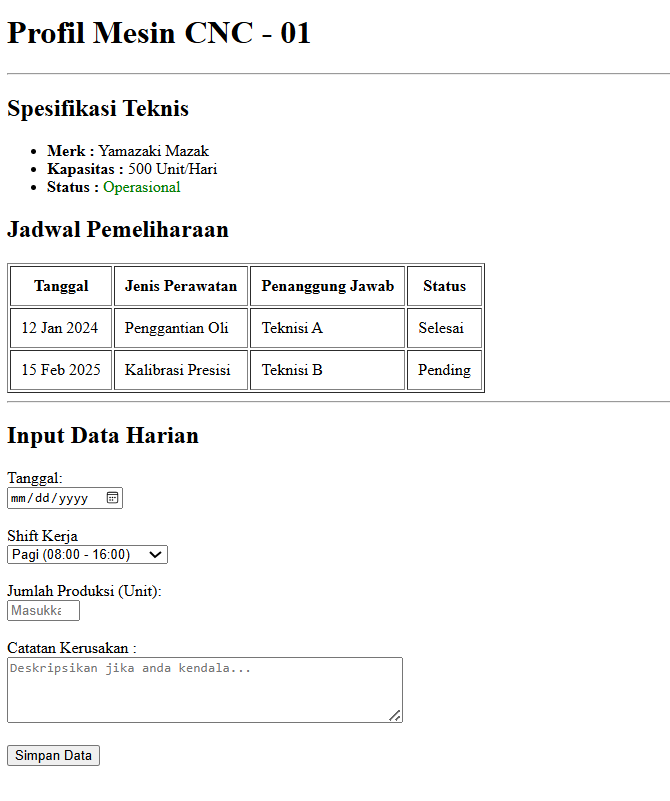 Profil Mesin CNC - 01
Spesifikasi Teknis
Merk : Yamazaki Mazak
Kapasitas : 500 Unit/Hari
Status : Operasional
Jadwal Pemeliharaan
Tanggal Jenis Perawatan Penanggung Jawab Status
12 Jan 2024 Penggantian Oli Teknisi A Selesai
15 Feb 2025 Kalibrasi Presisi Teknisi B Pending
Input Data Harian
Tanggal:
mm/dd/yyyy
Shift Kerja
Pagi (08:00 - 16:00)
Jumlah Produksi (Unit):
Masukka
Catatan Kerusakan :
Deskripsikan jika anda kendala...
Simpan Data